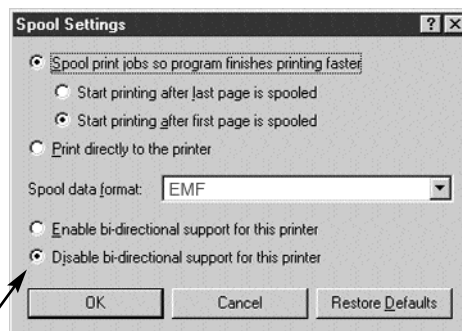 Spool Settings
Spool print jobs so program finishes printing faster
Start printing after last page is spooled
Start printing after first page is spooled
Print directly to the printer
Spool data format: EMF
Enable bi-directional support for this printer
Disable bi-directional support for this printer
OK Cancel Restore Defaults